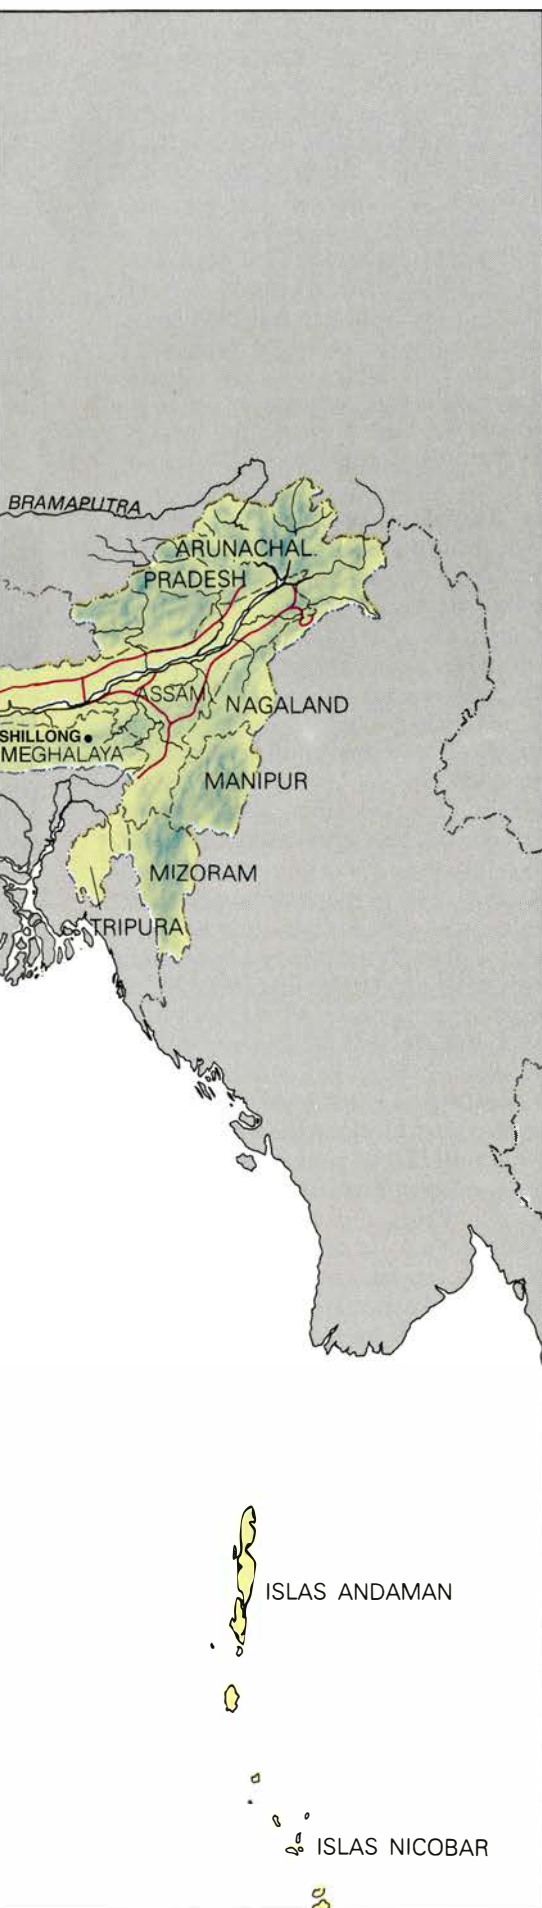 BRAMAPUTRA
ARUNACHAL
PRADESH
ASSAM
NAGALAND
SHILLONG
MEGHALAYA
MANIPUR
MIZORAM
TRIPURA
ISLAS ANDAMAN
ISLAS NICOBAR